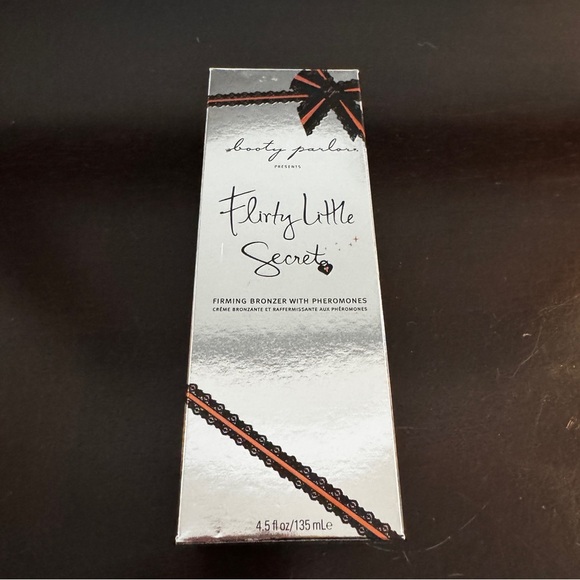 booty parlor
PRESENTS
Flirty Little
Secret
FIRMING BRONZER WITH PHEROMONES
CRÈME BRONZANTE ET RAFFERMISSANTE AUX PHÉROMONES
4.5 fl oz/135 mLe